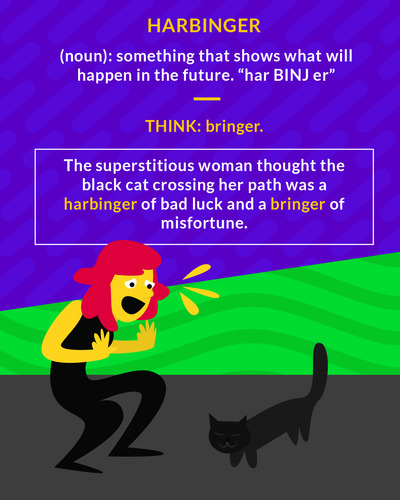 HARBINGER
(noun): something that shows what will
happen in the future. “har BINJ er”
THINK: bringer.
The superstitious woman thought the
black cat crossing her path was a
harbinger of bad luck and a bringer of
misfortune.